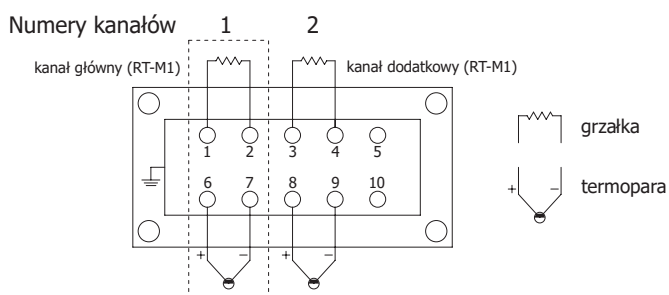 Numery kanałów 1 2
kanał główny (RT-M1) kanał dodatkowy (RT-M1)
1 2 3 4 5
6 7 8 9 10
+ − + −
grzałka
+ − termopara